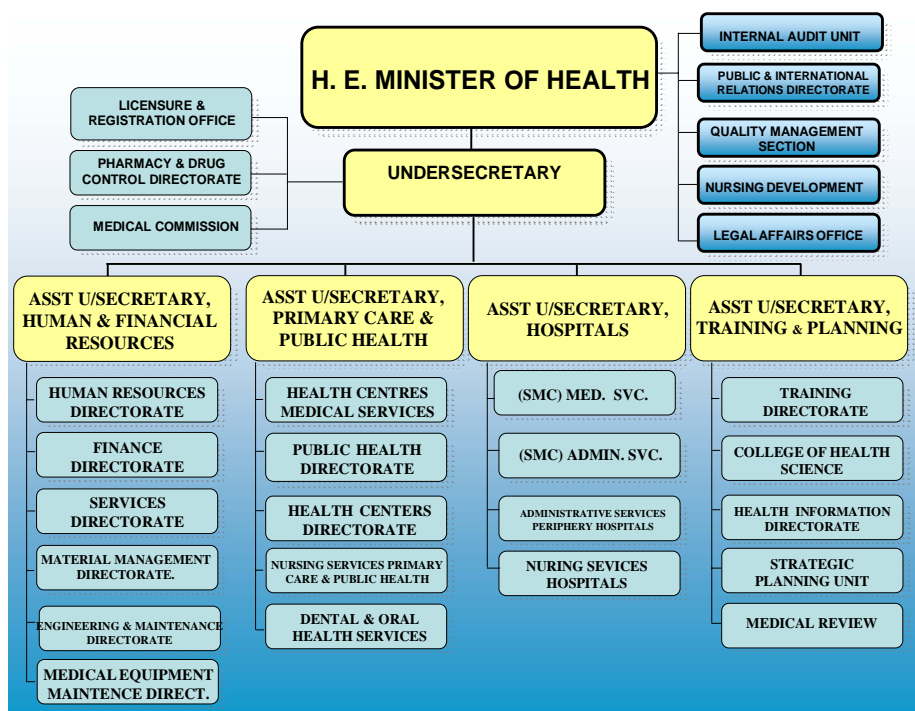 H. E. MINISTER OF HEALTH
INTERNAL AUDIT UNIT
PUBLIC & INTERNATIONAL
RELATIONS DIRECTORATE
QUALITY MANAGEMENT
SECTION
NURSING DEVELOPMENT
LEGAL AFFAIRS OFFICE
LICENSURE &
REGISTRATION OFFICE
PHARMACY & DRUG
CONTROL DIRECTORATE
MEDICAL COMMISSION
UNDERSECRETARY
ASST U/SECRETARY,
HUMAN & FINANCIAL
RESOURCES
HUMAN RESOURCES
DIRECTORATE
FINANCE
DIRECTORATE
SERVICES
DIRECTORATE
MATERIAL MANAGEMENT
DIRECTORATE.
ENGINEERING & MAINTENANCE
DIRECTORATE
MEDICAL EQUIPMENT
MAINTENCE DIRECT.
ASST U/SECRETARY,
PRIMARY CARE &
PUBLIC HEALTH
HEALTH CENTRES
MEDICAL SERVICES
PUBLIC HEALTH
DIRECTORATE
HEALTH CENTERS
DIRECTORATE
NURSING SERVICES PRIMARY
CARE & PUBLIC HEALTH
DENTAL & ORAL
HEALTH SERVICES
ASST U/SECRETARY,
HOSPITALS
(SMC) MED. SVC.
(SMC) ADMIN. SVC.
ADMINISTRATIVE SERVICES
PERIPHERY HOSPITALS
NURING SEVICES
HOSPITALS
ASST U/SECRETARY,
TRAINING & PLANNING
TRAINING
DIRECTORATE
COLLEGE OF HEALTH
SCIENCE
HEALTH INFORMATION
DIRECTORATE
STRATEGIC
PLANNING UNIT
MEDICAL REVIEW